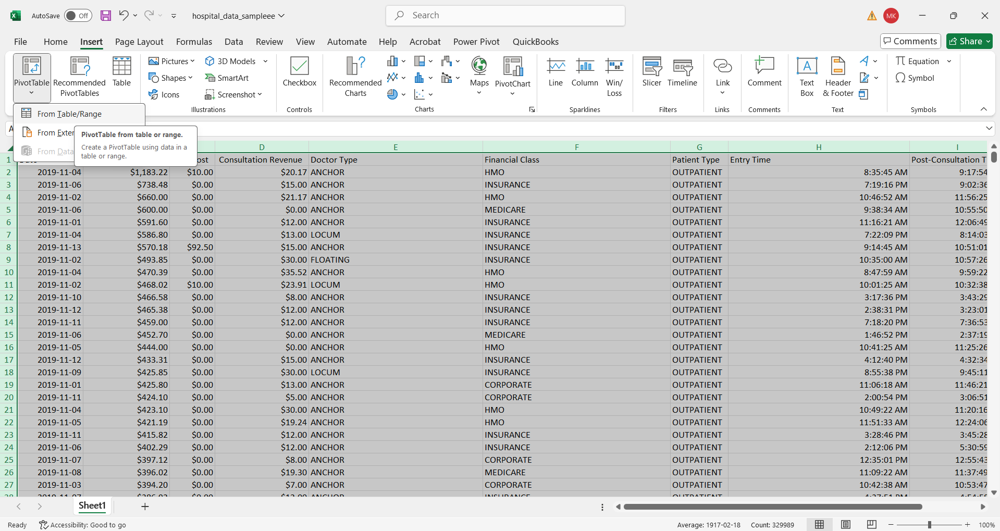 AutoSave Off hospital_data_sampleee Search MK
File Home Insert Page Layout Formulas Data Review View Automate Help Acrobat Power Pivot QuickBooks Comments Share
PivotTable
Recommended
PivotTables
Table
Pictures
Shapes
Icons
3D Models
SmartArt
Screenshot
Illustrations
Checkbox
Controls
Recommended
Charts
Maps
PivotChart
Charts
Line
Column
Win/
Loss
Sparklines
Slicer
Timeline
Filters
Link
Links
Comment
Comments
Text
Box
Header
& Footer
Text
Equation
Symbol
Symbols
From Table/Range
From Exter
From Data
PivotTable from table or range.
Create a PivotTable using data in a
table or range.
D E F G H I
1 ost Consultation Revenue Doctor Type Financial Class Patient Type Entry Time Post-Consultation T
2 2019-11-04 $1,183.22 $10.00 $20.17 ANCHOR HMO OUTPATIENT 8:35:45 AM 9:17:54
3 2019-11-06 $738.48 $0.00 $15.00 ANCHOR INSURANCE OUTPATIENT 7:19:16 PM 9:02:36
4 2019-11-02 $660.00 $0.00 $21.17 ANCHOR HMO OUTPATIENT 10:46:52 AM 11:56:25
5 2019-11-06 $600.00 $0.00 $0.00 ANCHOR MEDICARE OUTPATIENT 9:38:34 AM 10:55:50
6 2019-11-01 $591.60 $0.00 $12.00 ANCHOR INSURANCE OUTPATIENT 11:16:21 AM 12:06:49
7 2019-11-04 $586.80 $0.00 $13.00 LOCUM INSURANCE OUTPATIENT 7:22:09 PM 8:14:03
8 2019-11-13 $570.18 $92.50 $15.00 ANCHOR INSURANCE OUTPATIENT 9:14:45 AM 10:51:01
9 2019-11-02 $493.85 $0.00 $30.00 FLOATING INSURANCE OUTPATIENT 10:35:00 AM 10:57:26
10 2019-11-04 $470.39 $0.00 $35.52 ANCHOR HMO OUTPATIENT 8:47:59 AM 9:59:22
11 2019-11-02 $468.02 $10.00 $23.91 LOCUM HMO OUTPATIENT 10:01:25 AM 10:32:38
12 2019-11-10 $466.58 $0.00 $8.00 ANCHOR INSURANCE OUTPATIENT 3:17:36 PM 3:43:29
13 2019-11-12 $465.38 $0.00 $12.00 ANCHOR INSURANCE OUTPATIENT 2:38:31 PM 3:23:01
14 2019-11-11 $459.00 $0.00 $12.00 ANCHOR INSURANCE OUTPATIENT 7:18:20 PM 7:36:53
15 2019-11-06 $452.70 $0.00 $0.00 ANCHOR MEDICARE OUTPATIENT 1:46:52 PM 2:37:19
16 2019-11-05 $444.00 $0.00 $0.00 ANCHOR HMO OUTPATIENT 10:41:25 AM 11:25:26
17 2019-11-12 $433.31 $0.00 $15.00 ANCHOR INSURANCE OUTPATIENT 4:12:40 PM 4:32:34
18 2019-11-09 $425.85 $0.00 $30.00 LOCUM INSURANCE OUTPATIENT 8:55:38 PM 9:45:11
19 2019-11-01 $425.80 $0.00 $13.00 ANCHOR CORPORATE OUTPATIENT 11:06:18 AM 11:46:21
20 2019-11-11 $424.10 $0.00 $5.00 ANCHOR CORPORATE OUTPATIENT 2:00:54 PM 3:06:51
21 2019-11-04 $423.10 $0.00 $30.00 ANCHOR HMO OUTPATIENT 10:49:22 AM 11:20:16
22 2019-11-05 $421.19 $0.00 $19.24 ANCHOR HMO OUTPATIENT 11:51:33 AM 12:24:06
23 2019-11-11 $415.82 $0.00 $12.00 ANCHOR INSURANCE OUTPATIENT 3:28:46 PM 3:45:28
24 2019-11-06 $402.29 $0.00 $12.00 ANCHOR INSURANCE OUTPATIENT 2:12:06 PM 5:30:59
25 2019-11-07 $397.12 $0.00 $8.00 ANCHOR CORPORATE OUTPATIENT 12:35:01 PM 12:55:43
26 2019-11-08 $396.02 $0.00 $19.30 ANCHOR MEDICARE OUTPATIENT 11:09:22 AM 11:37:49
27 2019-11-03 $394.20 $0.00 $7.00 ANCHOR CORPORATE OUTPATIENT 10:42:38 AM 10:53:47
Sheet1
Ready Accessibility: Good to go Average: 1917-02-18 Count: 329989 100%